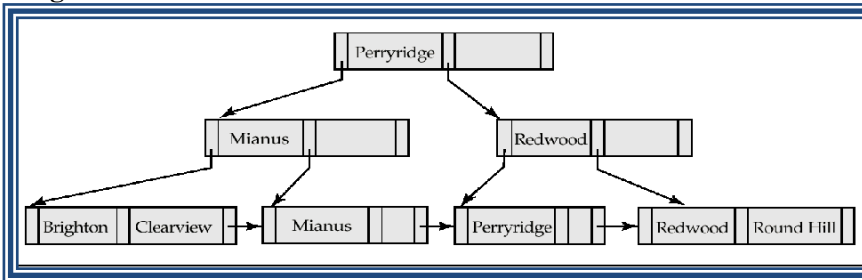 Perryridge
Mianus Redwood
Brighton Clearview Mianus Perryridge Redwood Round Hill